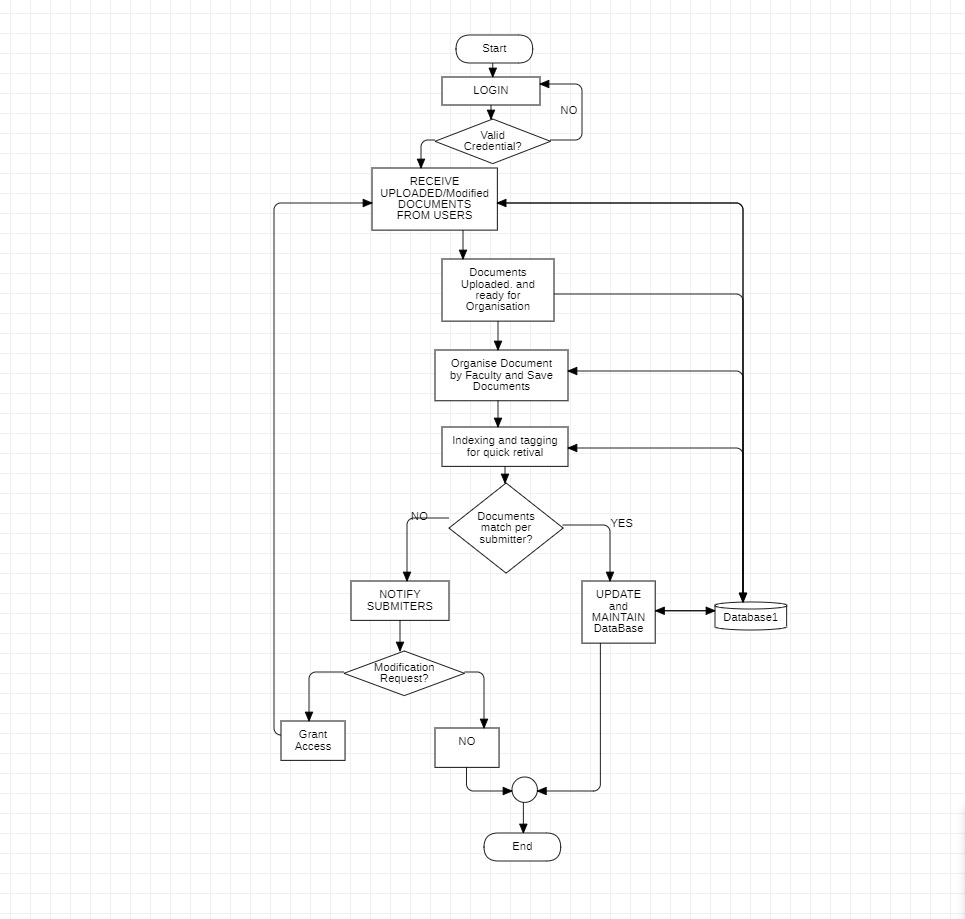 Start
LOGIN
NO
Valid
Credential?
RECEIVE
UPLOADED/Modified
DOCUMENTS
FROM USERS
Documents
Uploaded. and
ready for
Organisation
Organise Document
by Faculty and Save
Documents
Indexing and tagging
for quick retival
NO
Documents
match per
submitter?
YES
NOTIFY
SUBMITERS
UPDATE
and
MAINTAIN
DataBase
Database1
Modification
Request?
Grant
Access
NO
End